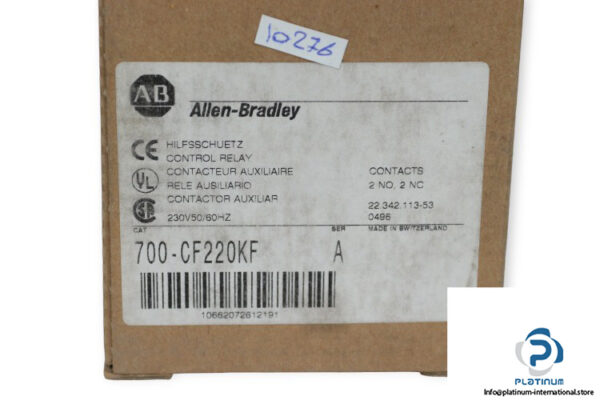 10276
AB
Allen-Bradley
CE
HILFSSCHUETZ
CONTROL RELAY
CONTACTEUR AUXILIAIRE
RELE AUSILIARIO
CONTACTOR AUXILIAR
230V50/60HZ
UL
CONTACTS
2 NO, 2 NC
22.342.113-53
0496
CAT
SER
MADE IN SWITZERLAND
700-CF220KF
A
10662072612191
PLATINUM
Info@platinum-international.store